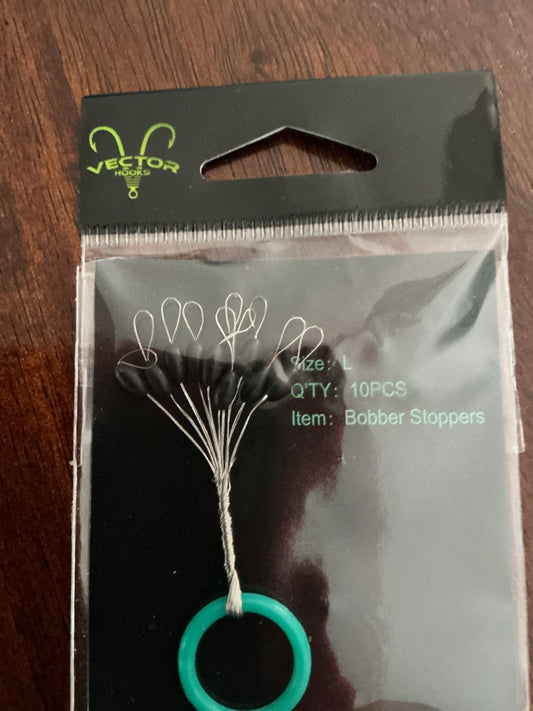 VECTOR
HOOKS
Size: L
Q'TY: 10PCS
Item: Bobber Stoppers